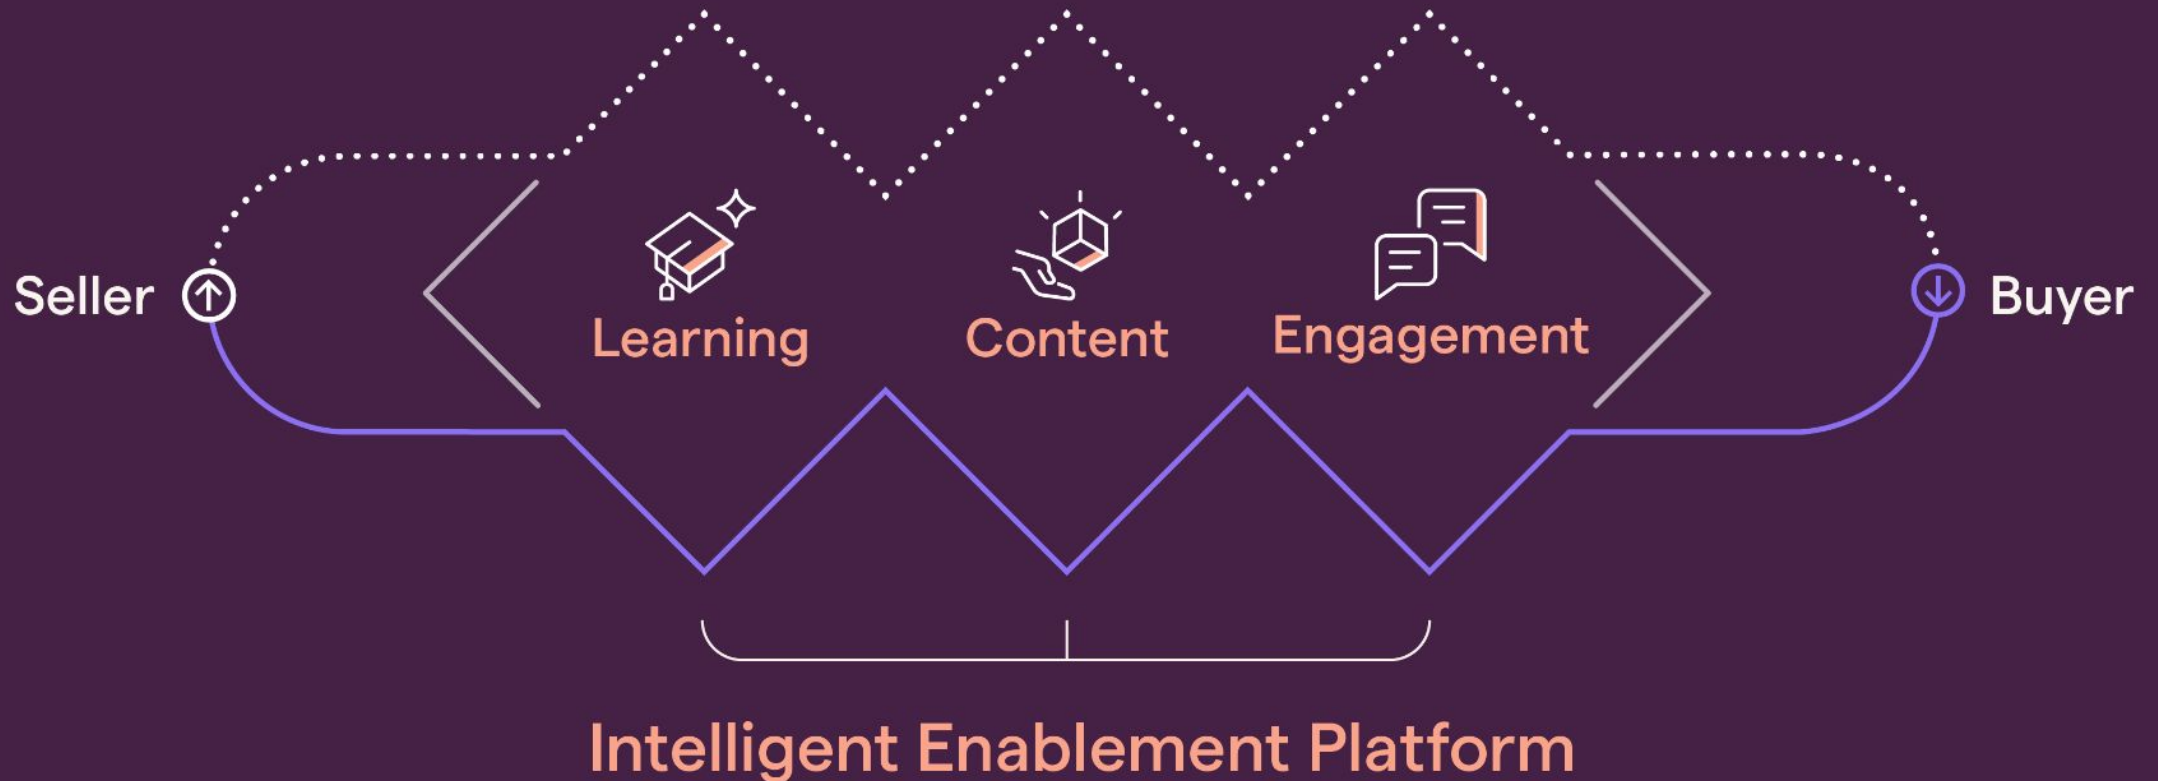 Seller
Learning
Content
Engagement
Buyer
Intelligent Enablement Platform